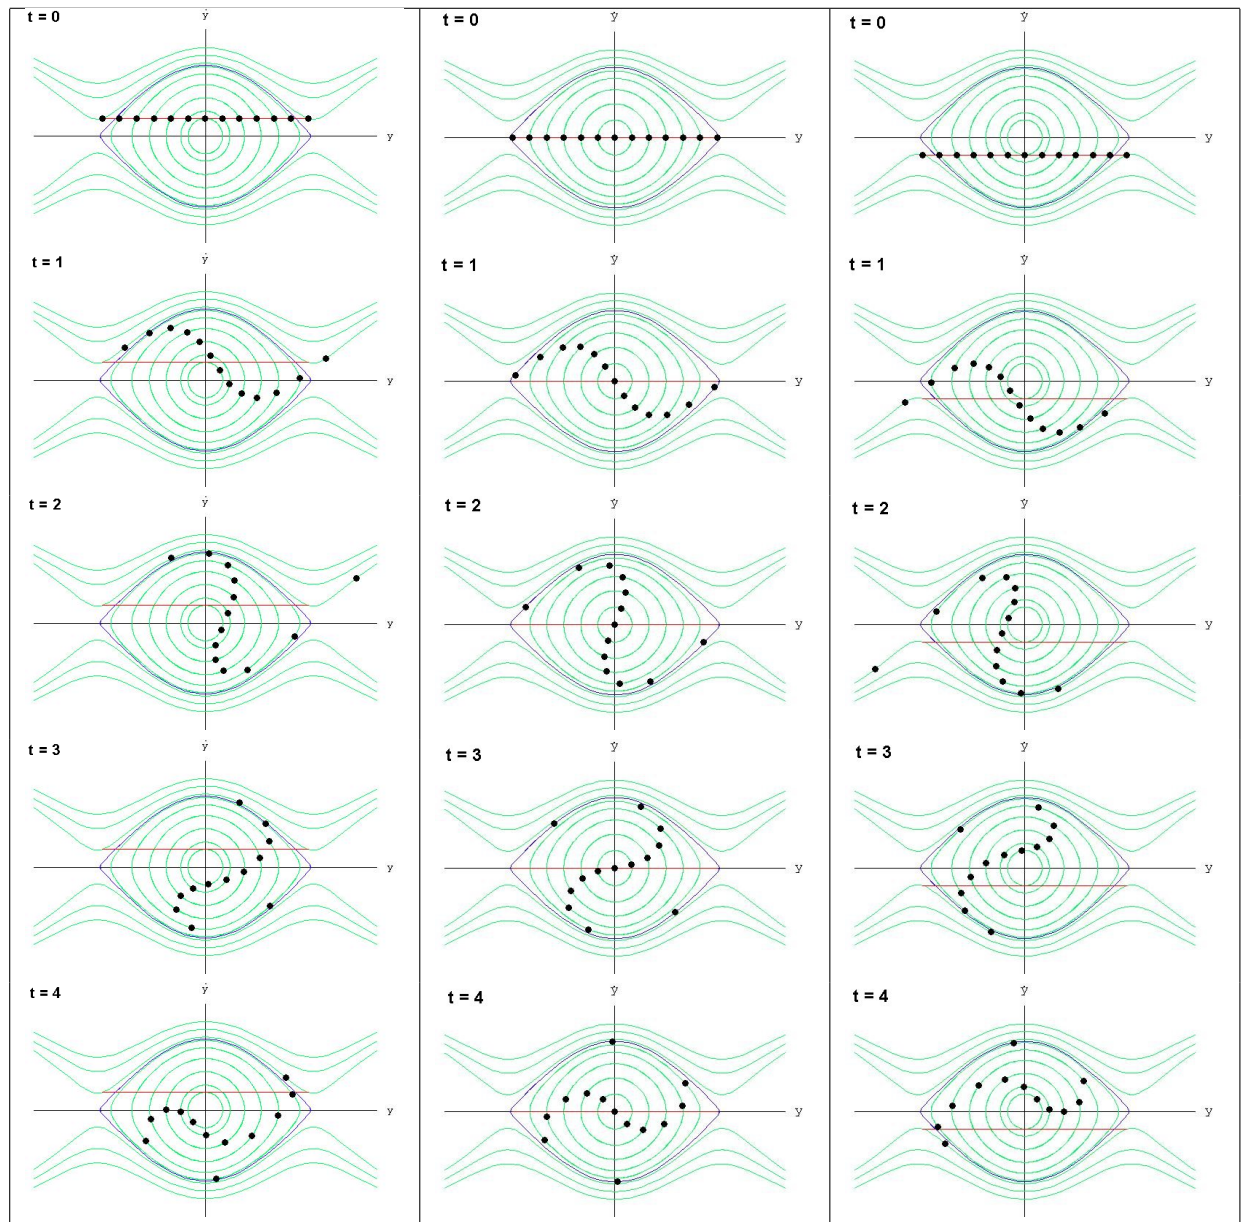 t = 0
t = 0
t = 0
ẏ
ẏ
ẏ
y
y
y
t = 1
t = 1
t = 1
ẏ
ẏ
ẏ
y
y
y
t = 2
t = 2
t = 2
ẏ
ẏ
ẏ
y
y
y
t = 3
t = 3
t = 3
ẏ
ẏ
ẏ
y
y
y
t = 4
t = 4
t = 4
ẏ
ẏ
ẏ
y
y
y